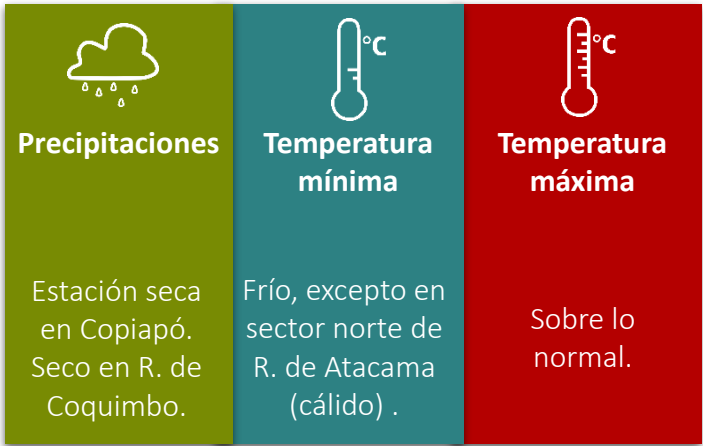 Precipitaciones
Estación seca
en Copiapó.
Seco en R. de
Coquimbo.
°C
Temperatura
mínima
Frío, excepto en
sector norte de
R. de Atacama
(cálido) .
°C
Temperatura
máxima
Sobre lo
normal.